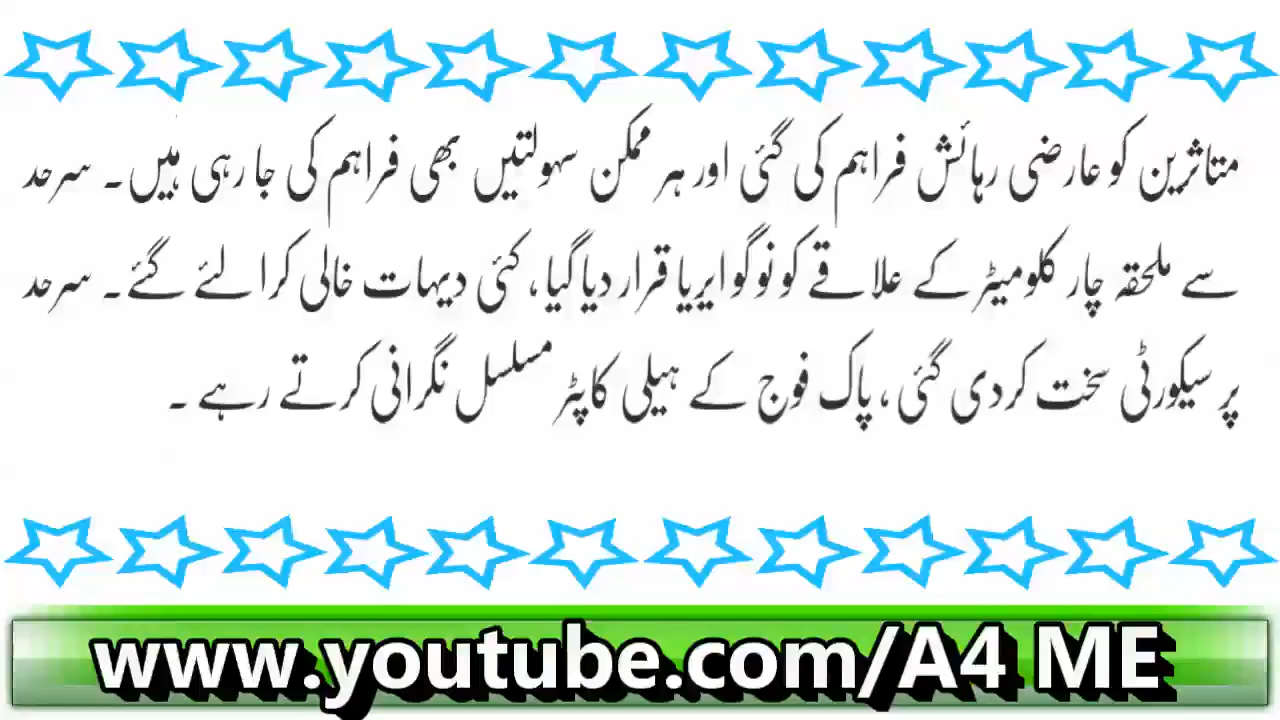 متاثرین کو عارضی رہائش فراہم کی گئی اور ہر ممکن سہولتیں بھی فراہم کی جا رہی ہیں۔ سرحد
سے ملحقہ چار کلومیٹر کے علاقے کو نو گو ایریا قرار دیا گیا، کئی دیہات خالی کرا لئے گئے۔ سرحد
پر سیکورٹی سخت کر دی گئی، پاک فوج کے ہیلی کاپٹر مسلسل نگرانی کرتے رہے۔
www.youtube.com/A4 ME